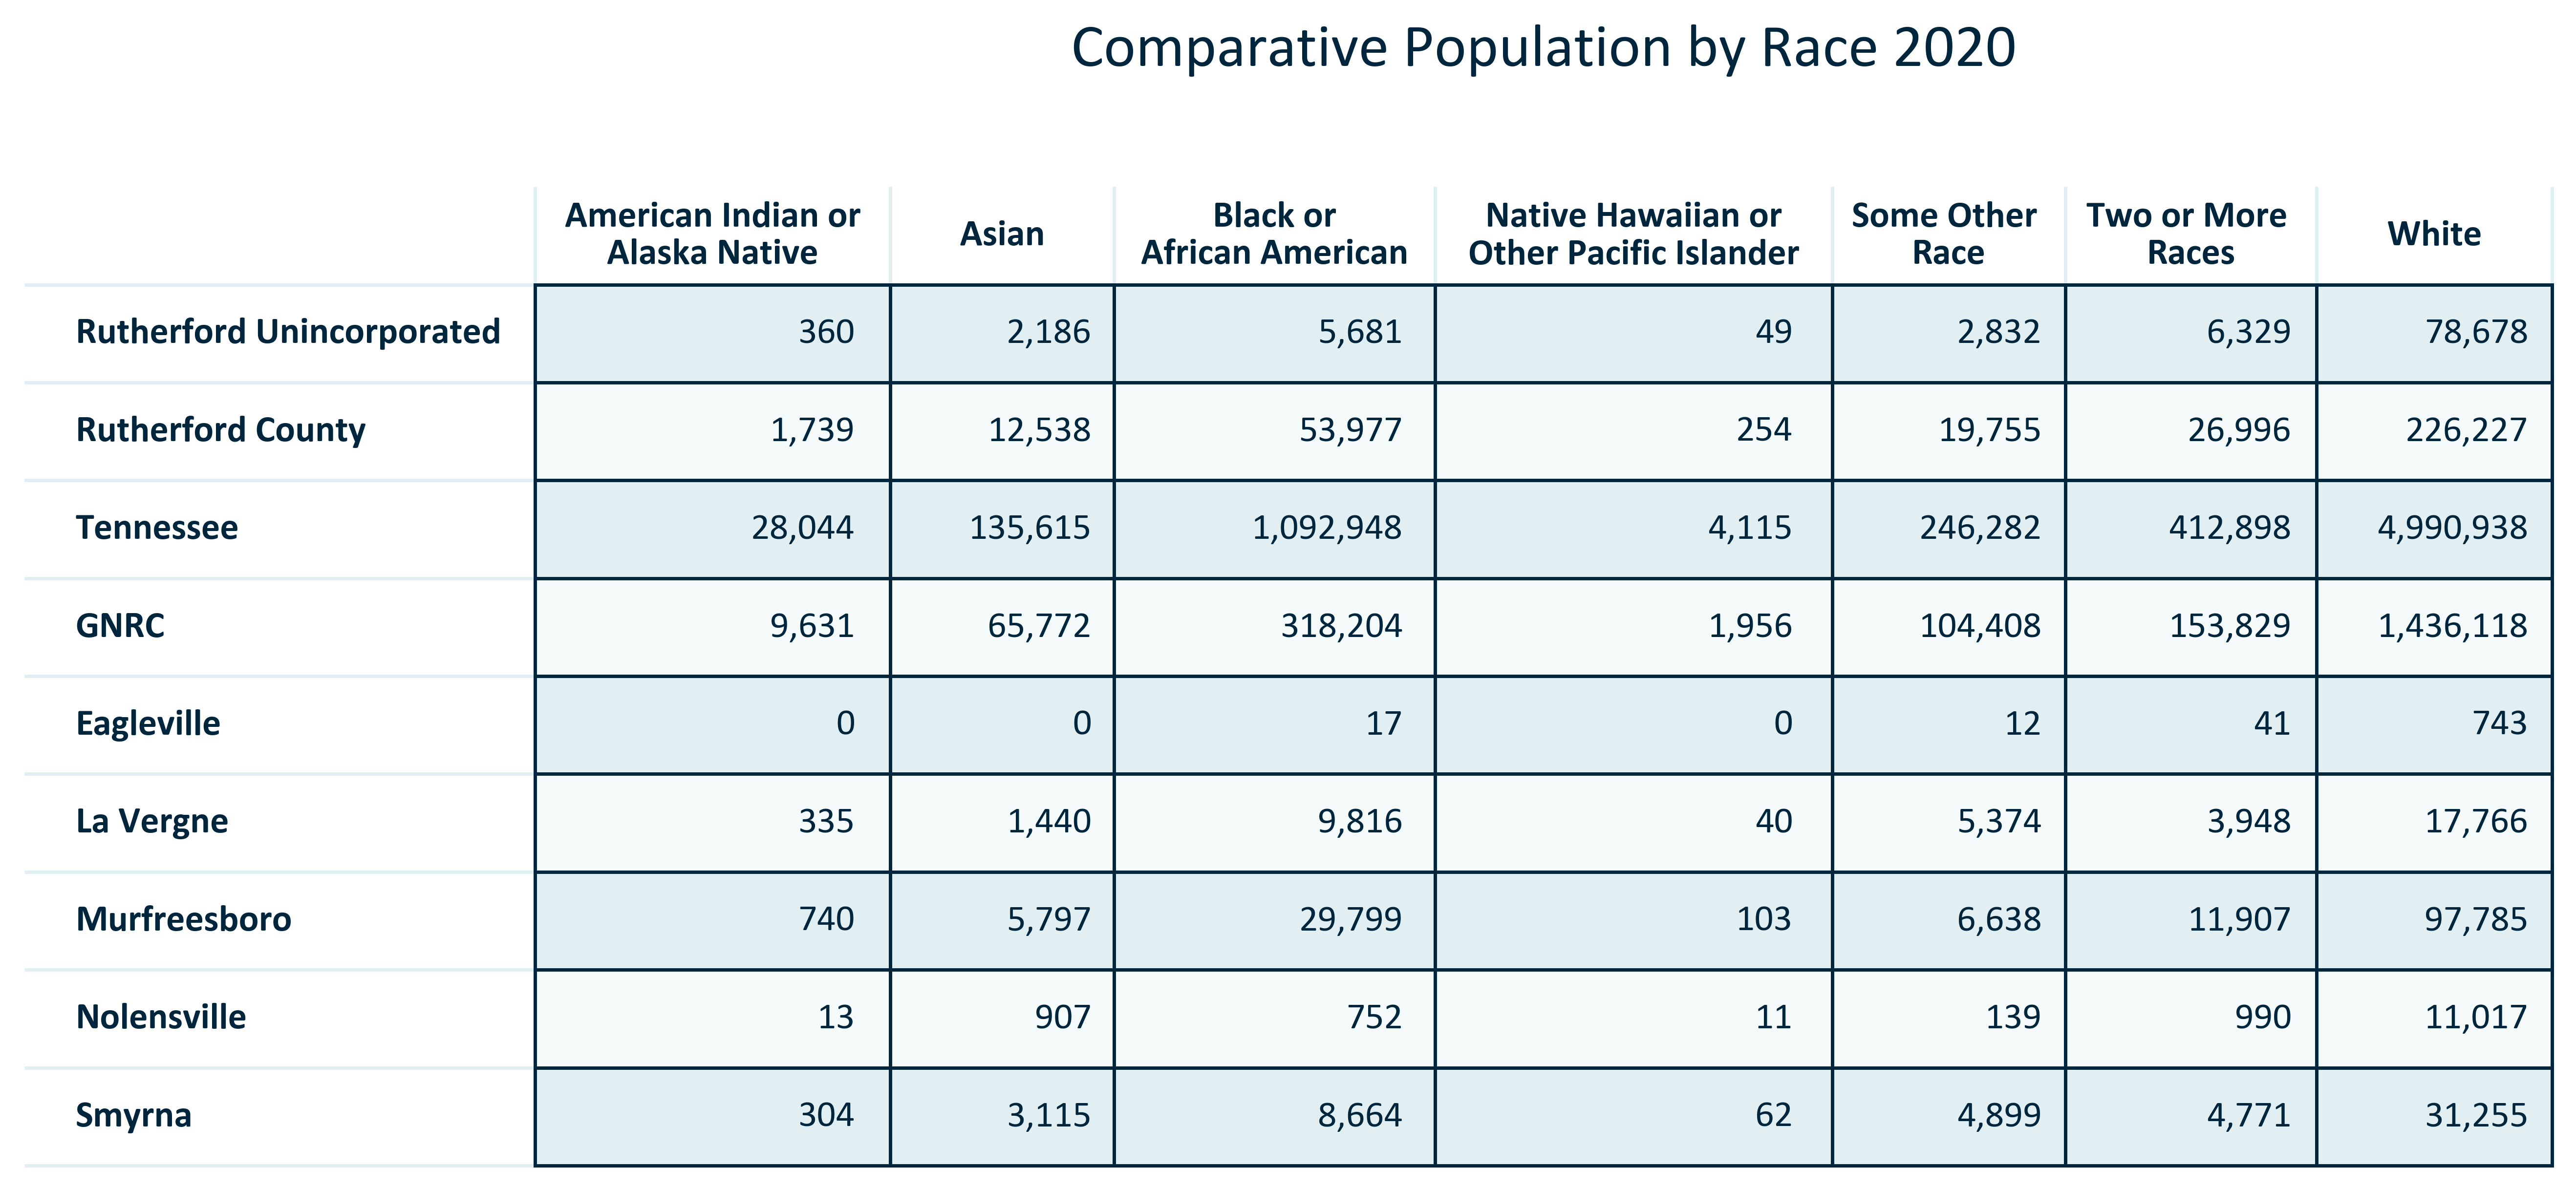 Comparative Population by Race 2020
American Indian or Alaska Native Asian Black or African American Native Hawaiian or Other Pacific Islander Some Other Race Two or More Races White
Rutherford Unincorporated 360 2,186 5,681 49 2,832 6,329 78,678
Rutherford County 1,739 12,538 53,977 254 19,755 26,996 226,227
Tennessee 28,044 135,615 1,092,948 4,115 246,282 412,898 4,990,938
GNRC 9,631 65,772 318,204 1,956 104,408 153,829 1,436,118
Eagleville 0 0 17 0 12 41 743
La Vergne 335 1,440 9,816 40 5,374 3,948 17,766
Murfreesboro 740 5,797 29,799 103 6,638 11,907 97,785
Nolensville 13 907 752 11 139 990 11,017
Smyrna 304 3,115 8,664 62 4,899 4,771 31,255